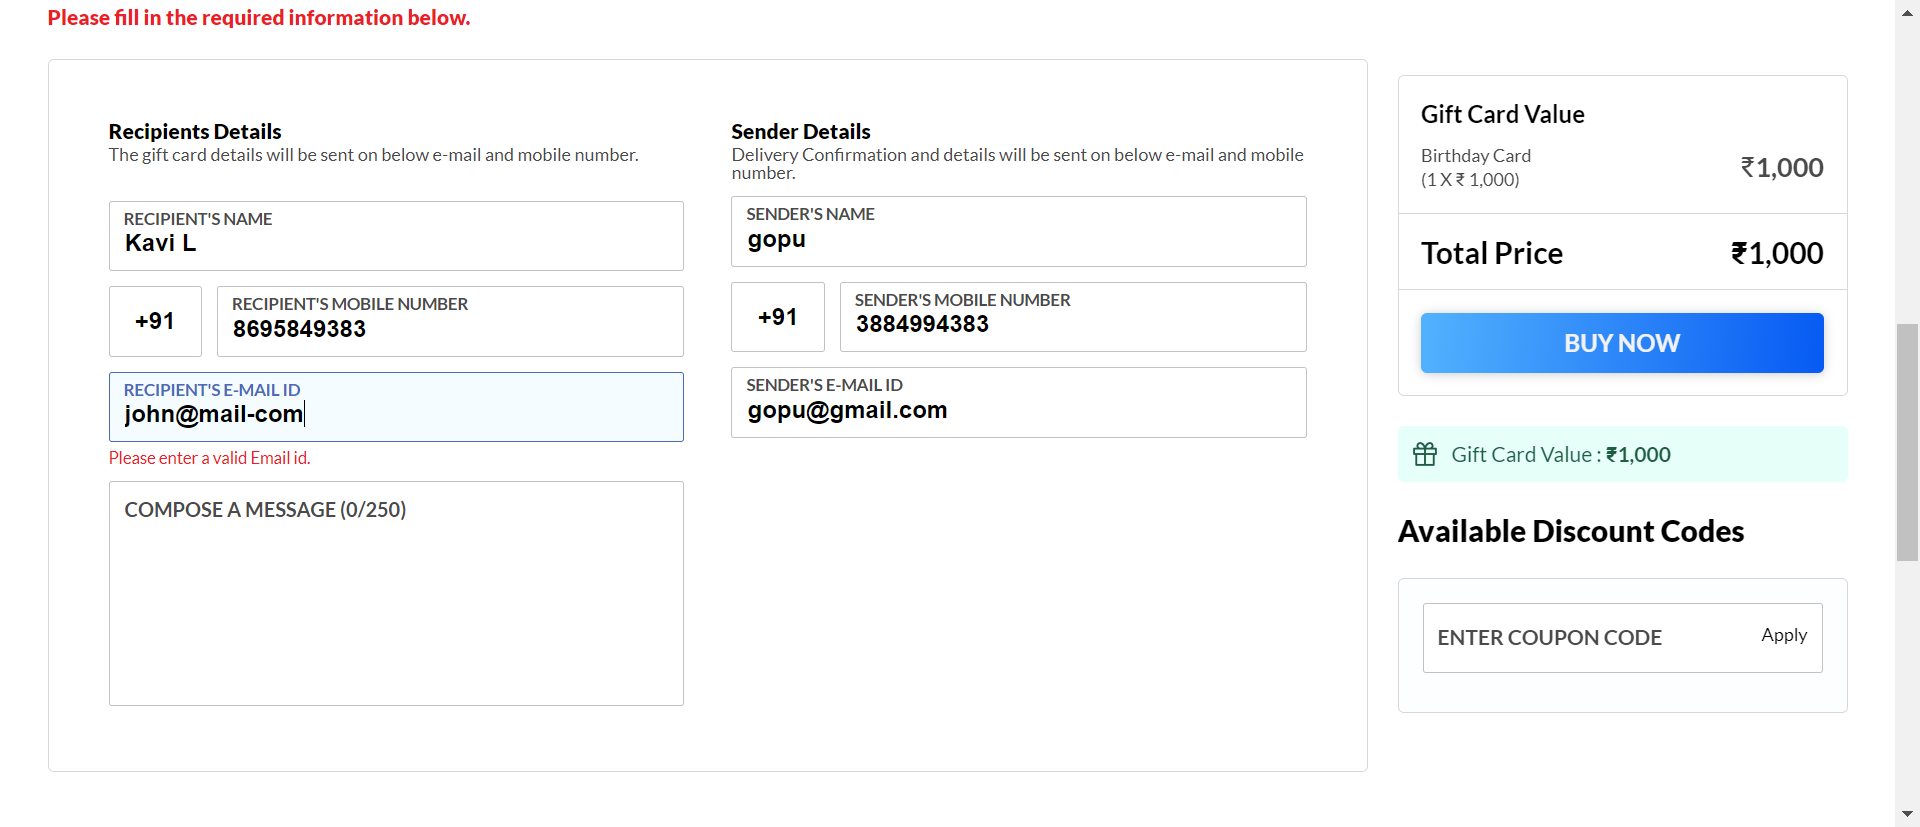 Please fill in the required information below.
Recipients Details
The gift card details will be sent on below e-mail and mobile number.
RECIPIENT'S NAME
Kavi L
+91
RECIPIENT'S MOBILE NUMBER
8695849383
RECIPIENT'S E-MAIL ID
john@mail-com
Please enter a valid Email id.
COMPOSE A MESSAGE (0/250)
Sender Details
Delivery Confirmation and details will be sent on below e-mail and mobile
number.
SENDER'S NAME
gopu
+91
SENDER'S MOBILE NUMBER
3884994383
SENDER'S E-MAIL ID
gopu@gmail.com
Gift Card Value
Birthday Card
(1 X ₹ 1,000)
₹1,000
Total Price ₹1,000
BUY NOW
Gift Card Value : ₹1,000
Available Discount Codes
ENTER COUPON CODE Apply